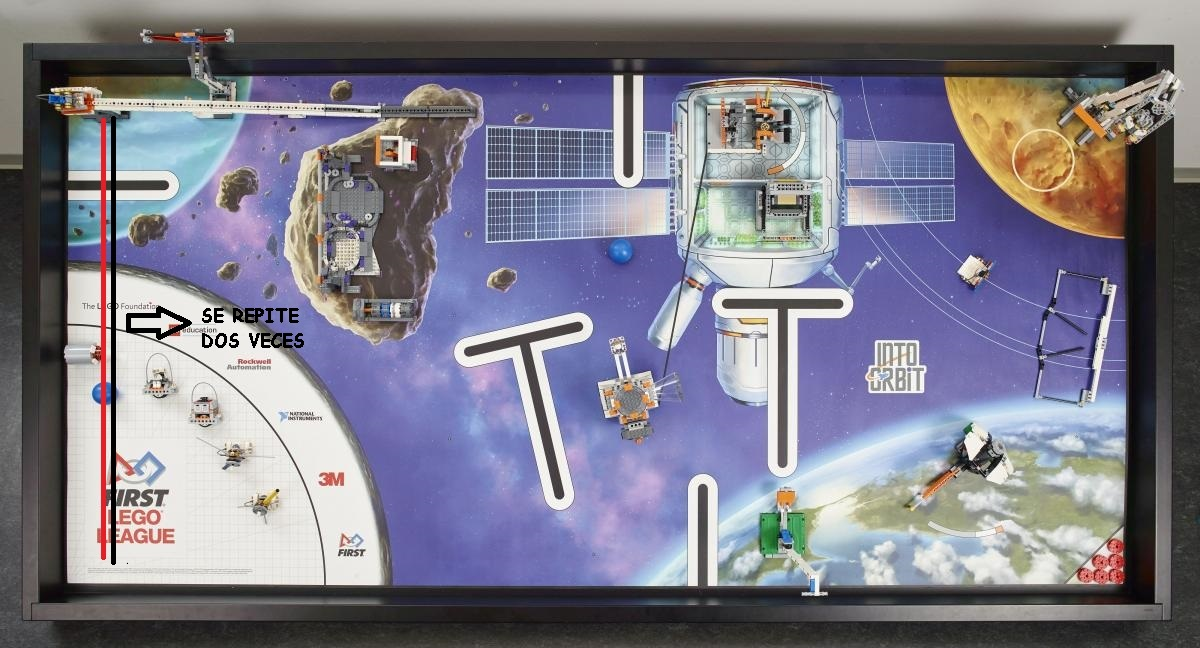 The LEGO Foundation
education
SE REPITE
DOS VECES
Rockwell
Automation
NATIONAL
INSTRUMENTS
INTO
ORBIT
3M
FIRST
LEGO
LEAGUE
FIRST